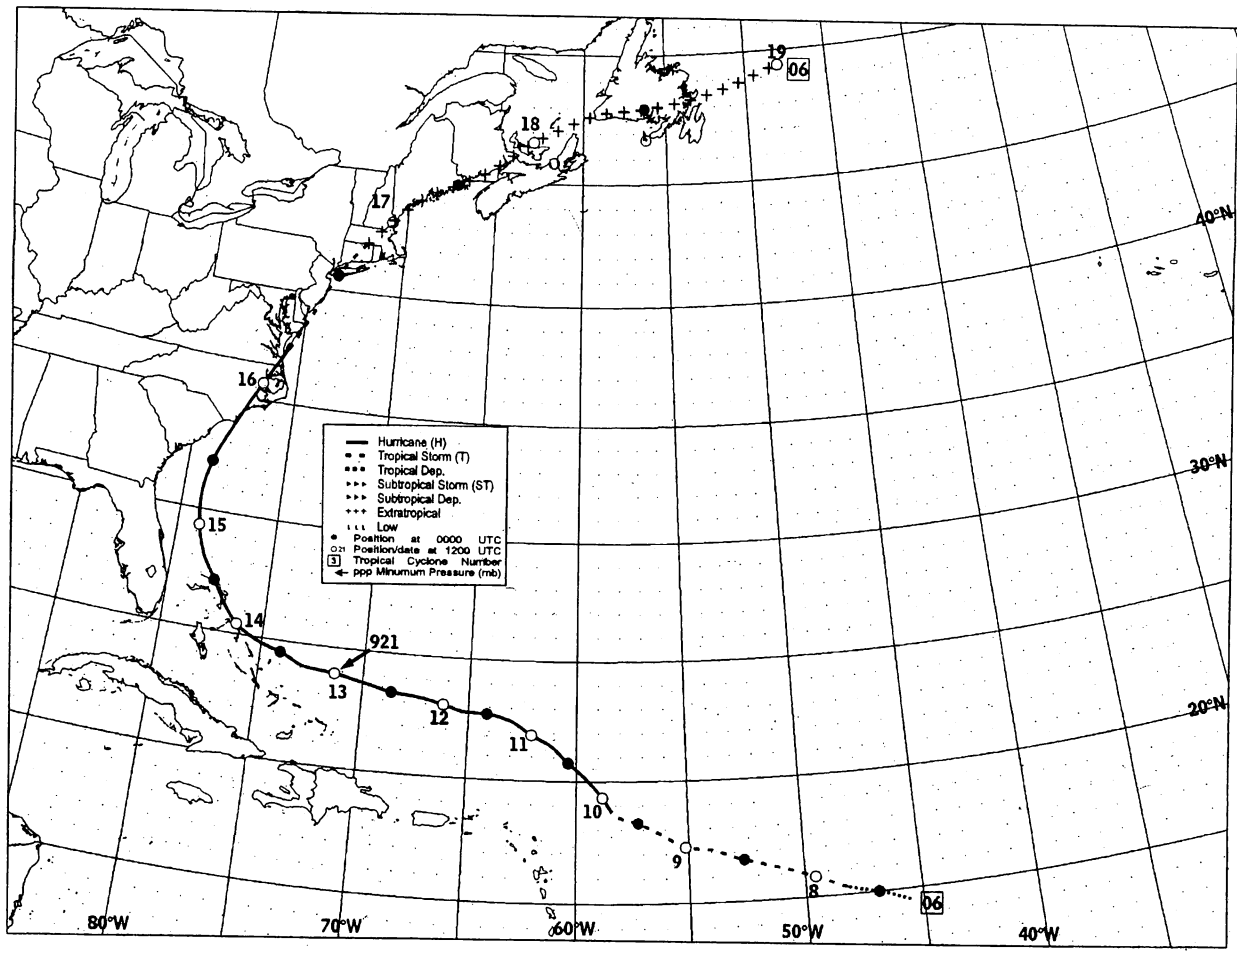 19
06
18
17
40°N
16
Hurricane (H)
Tropical Storm (T)
Tropical Dep.
Subtropical Storm (ST)
Subtropical Dep.
Extratropical
Low
Position at 0000 UTC
21 Position/date at 1200 UTC
3 Tropical Cyclone Number
ppp Minumum Pressure (mb)
30°N
15
14
921
13
12
20°N
11
10
9
8
06
80°W
70°W
60°W
50°W
40°W